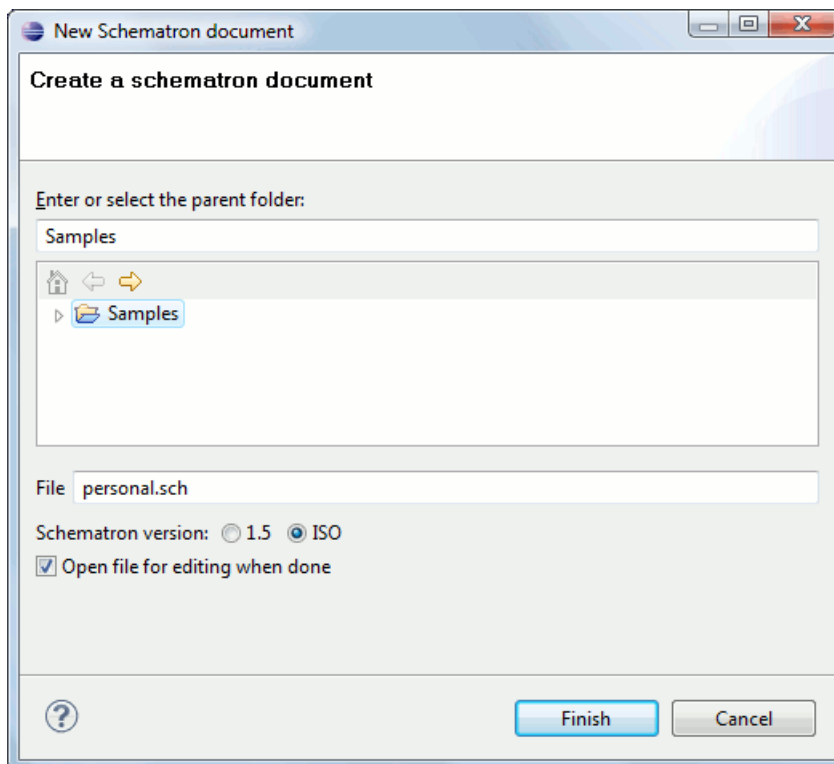 New Schematron document
Create a schematron document
Enter or select the parent folder:
Samples
Samples
File personal.sch
Schematron version: 1.5 ISO
Open file for editing when done
?
Finish Cancel